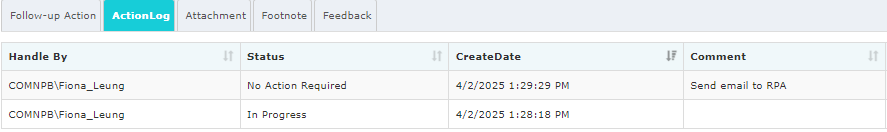 Follow-up Action ActionLog Attachment Footnote Feedback
Handle By Status CreateDate Comment
COMNPB\Fiona_Leung No Action Required 4/2/2025 1:29:29 PM Send email to RPA
COMNPB\Fiona_Leung In Progress 4/2/2025 1:28:18 PM